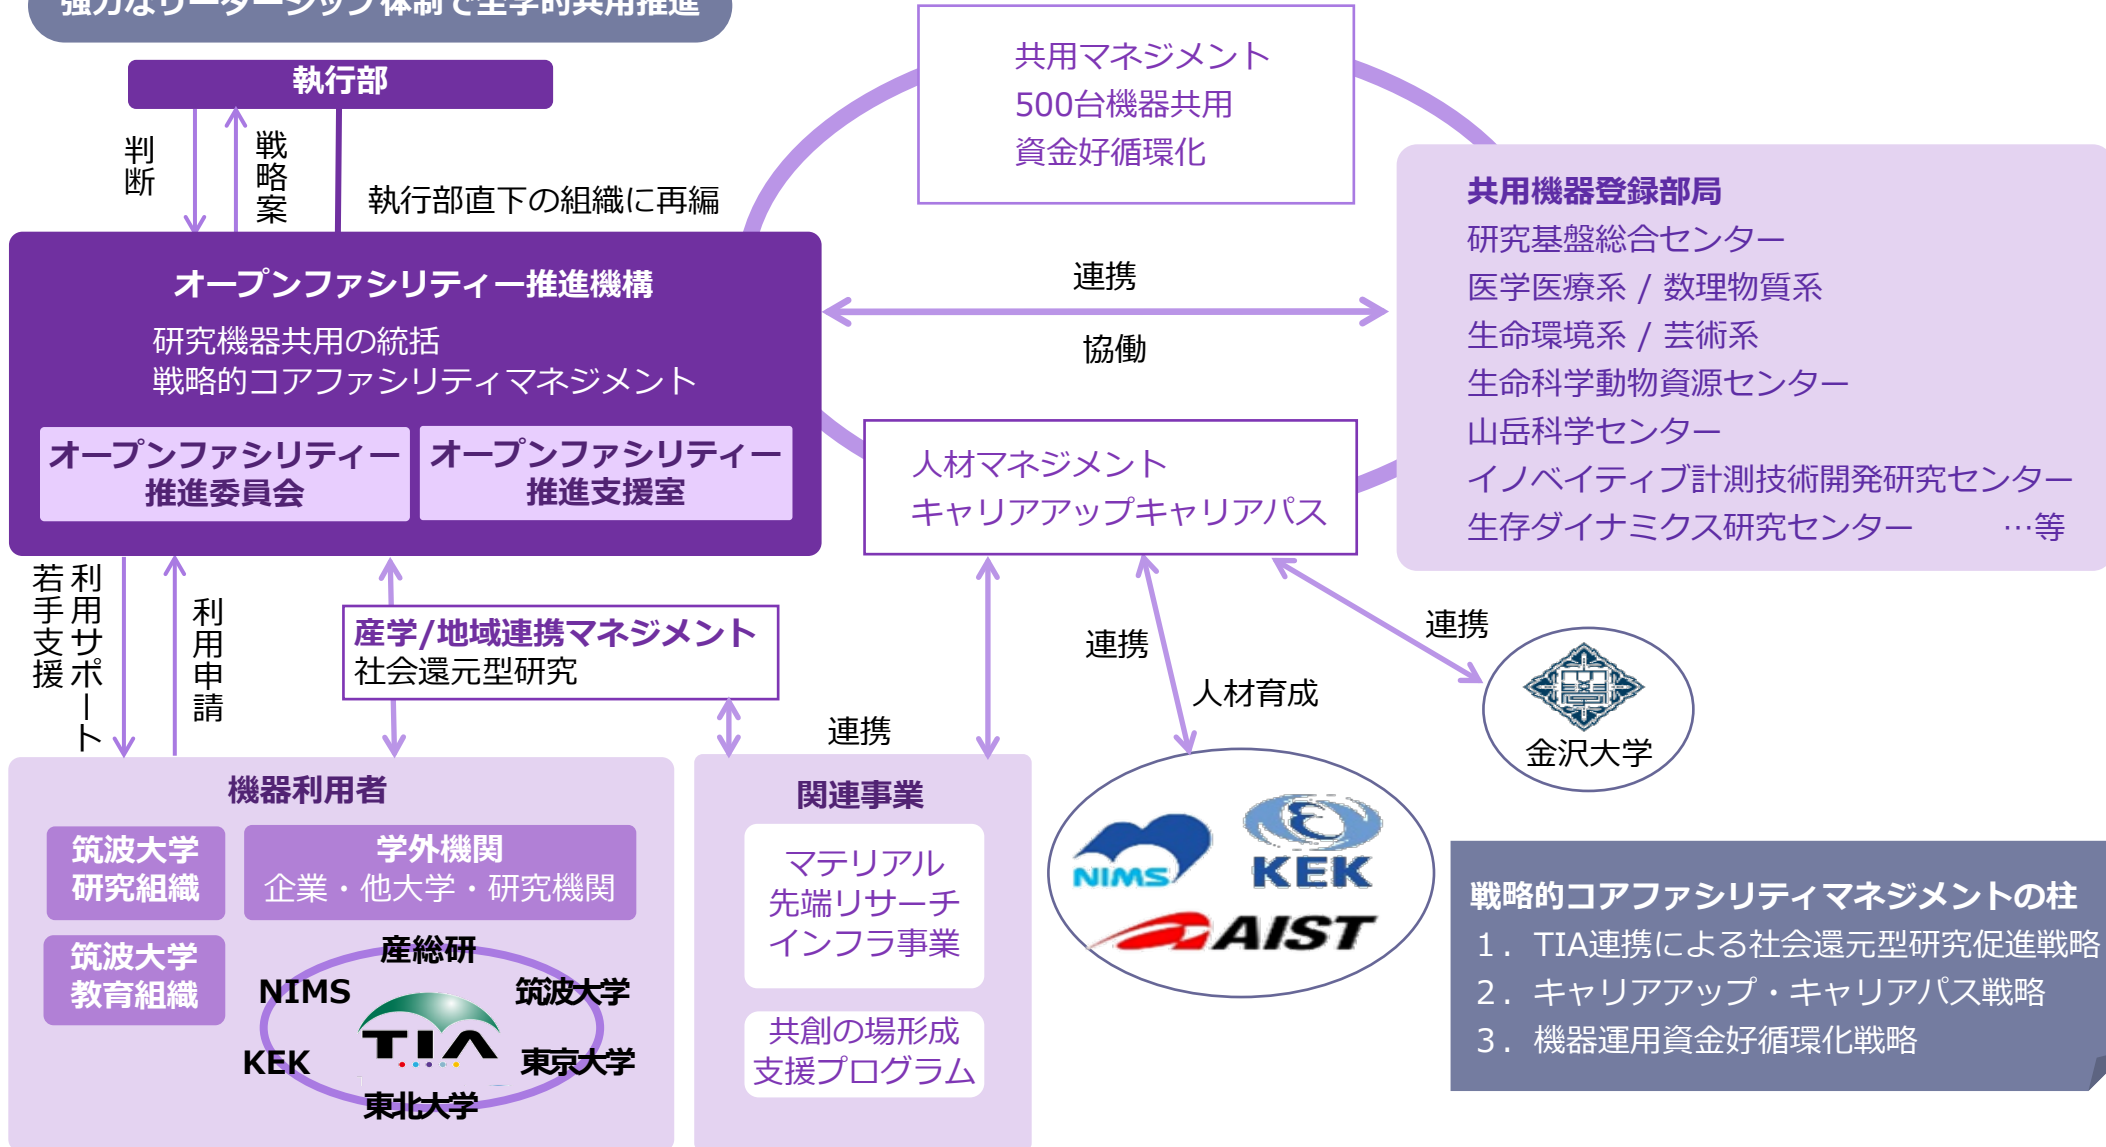 強力なリーダーシップ体制で全学的共用推進
執行部
判断
戦略案
執行部直下の組織に再編
オープンファシリティー推進機構
研究機器共用の統括
戦略的コアファシリティマネジメント
オープンファシリティー
推進委員会
オープンファシリティー
推進支援室
共用マネジメント
500台機器共用
資金好循環化
連携
協働
共用機器登録部局
研究基盤総合センター
医学医療系 / 数理物質系
生命環境系 / 芸術系
生命科学動物資源センター
山岳科学センター
イノベイティブ計測技術開発研究センター
生存ダイナミクス研究センター …等
人材マネジメント
キャリアアップキャリアパス
利用サポート
若手支援
利用申請
産学/地域連携マネジメント
社会還元型研究
連携
連携
人材育成
連携
金沢大学
機器利用者
筑波大学
研究組織
学外機関
企業・他大学・研究機関
筑波大学
教育組織
産総研
NIMS
筑波大学
TIA
KEK
東京大学
東北大学
関連事業
マテリアル
先端リサーチ
インフラ事業
共創の場形成
支援プログラム
NIMS
KEK
AIST
戦略的コアファシリティマネジメントの柱
１．TIA連携による社会還元型研究促進戦略
２．キャリアアップ・キャリアパス戦略
３．機器運用資金好循環化戦略